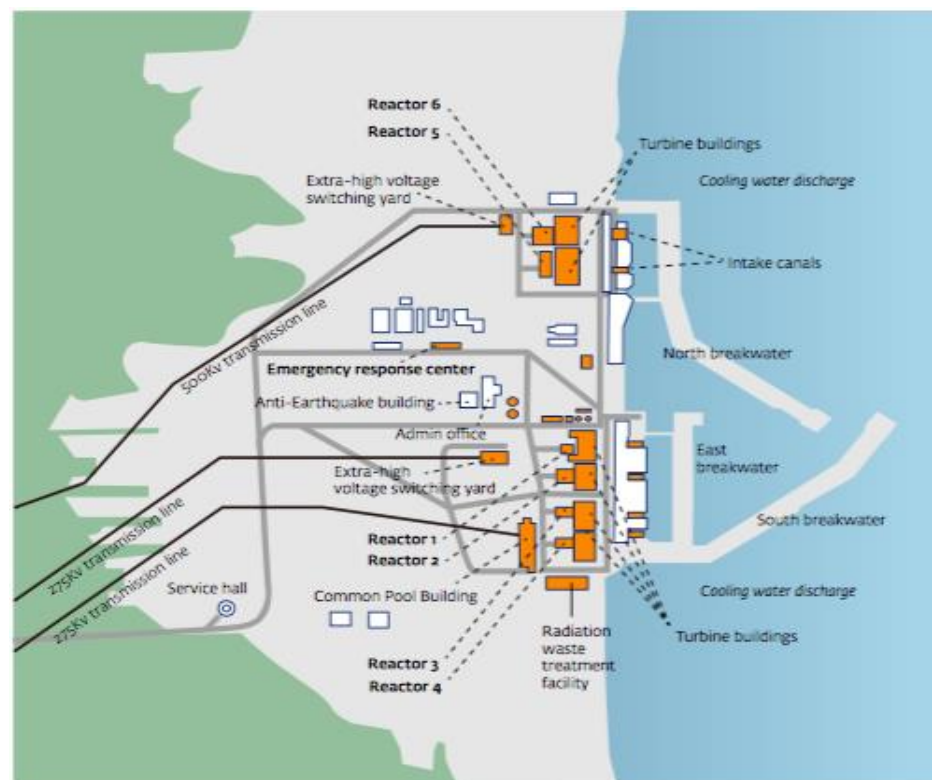 Reactor 6
Reactor 5
Turbine buildings
Extra-high voltage
switching yard
Cooling water discharge
Intake canals
500Kv transmission line
North breakwater
Emergency response center
Anti-Earthquake building
Admin office
Extra-high
voltage switching yard
East
breakwater
South breakwater
275Kv transmission line
Reactor 1
Reactor 2
275Kv transmission line
Service hall
Common Pool Building
Cooling water discharge
Radiation
waste
treatment
facility
Turbine buildings
Reactor 3
Reactor 4